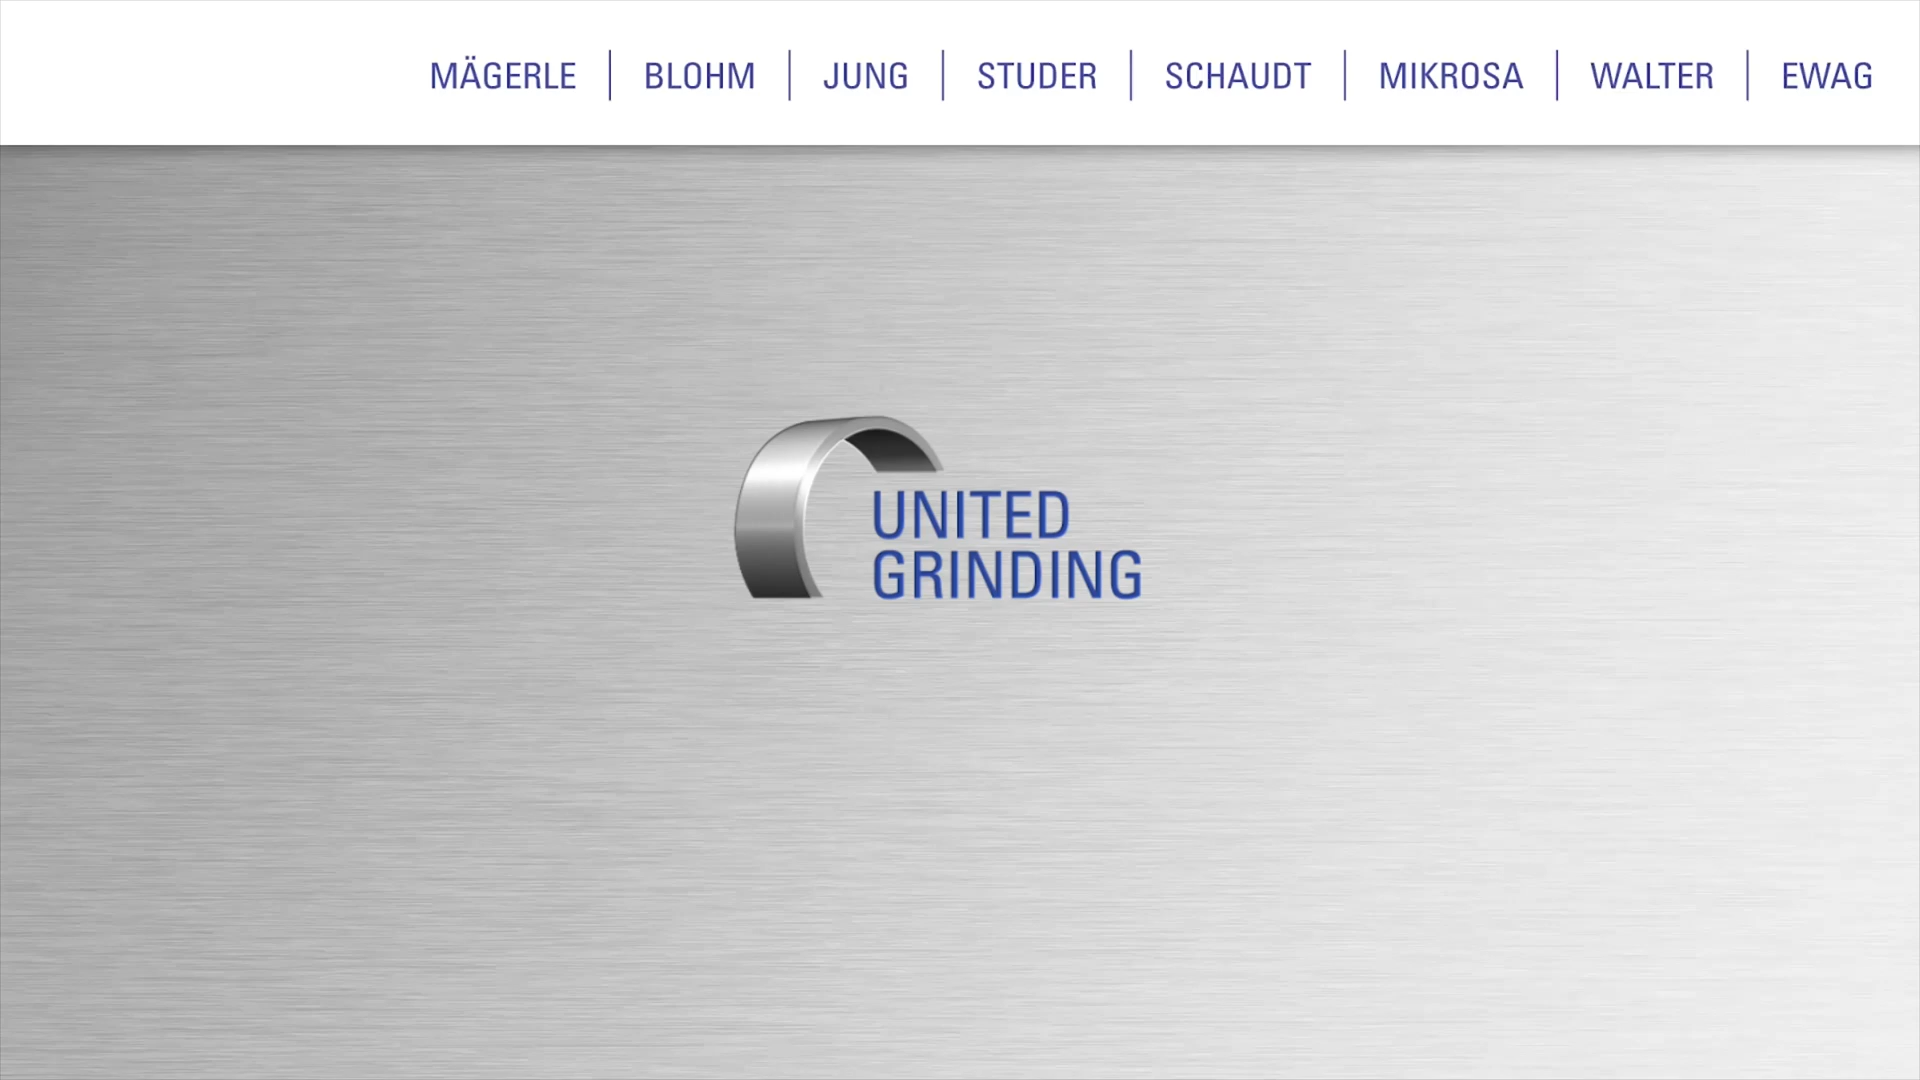 MÄGERLE | BLOHM | JUNG | STUDER | SCHAUDT | MIKROSA | WALTER | EWAG
UNITED
GRINDING